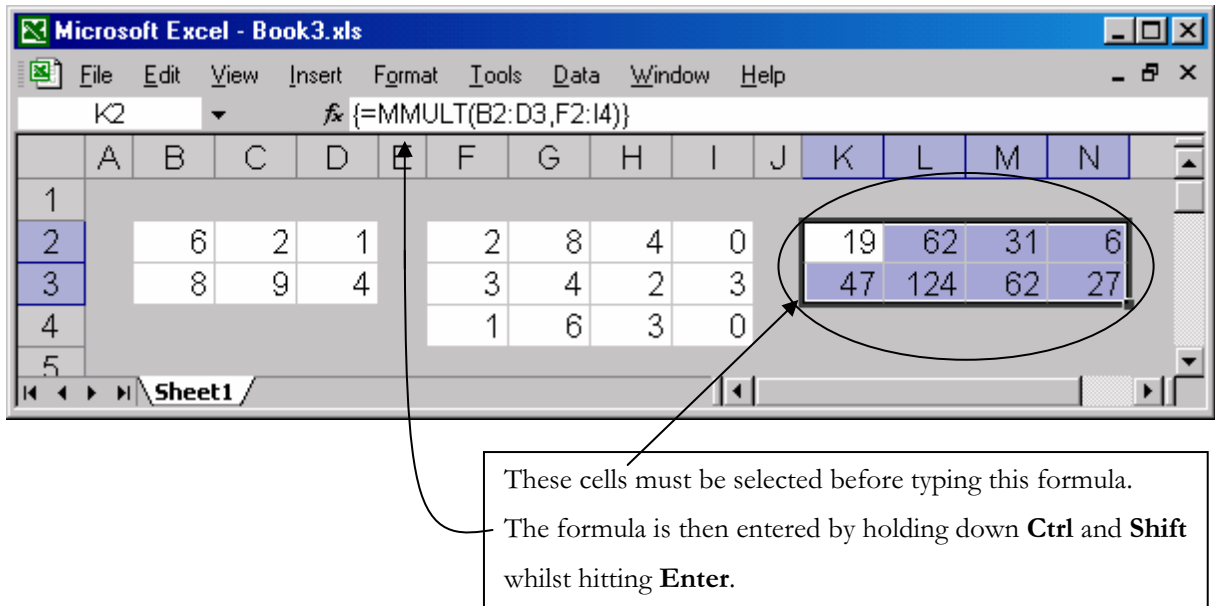 Microsoft Excel - Book3.xls
File Edit View Insert Format Tools Data Window Help
K2 fx {=MMULT(B2:D3,F2:I4)}
A B C D E F G H I J K L M N
1
2 6 2 1 2 8 4 0 19 62 31 6
3 8 9 4 3 4 2 3 47 124 62 27
4 1 6 3 0
5
Sheet1
These cells must be selected before typing this formula.
The formula is then entered by holding down Ctrl and Shift
whilst hitting Enter.